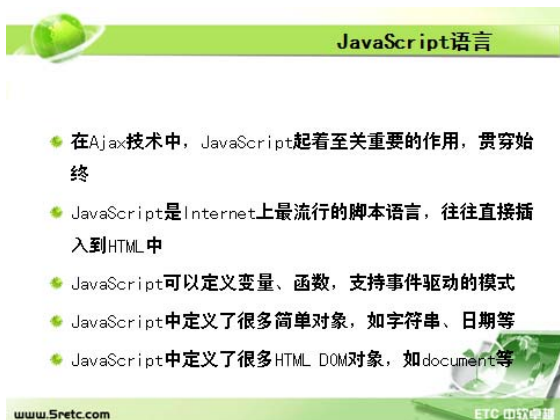 JavaScript语言
在Ajax技术中，JavaScript起着至关重要的作用，贯穿始
终
JavaScript是Internet上最流行的脚本语言，往往直接插
入到HTML中
JavaScript可以定义变量、函数，支持事件驱动的模式
JavaScript中定义了很多简单对象，如字符串、日期等
JavaScript中定义了很多HTML DOM对象，如document等
www.5retc.com
ETC 中软卓越